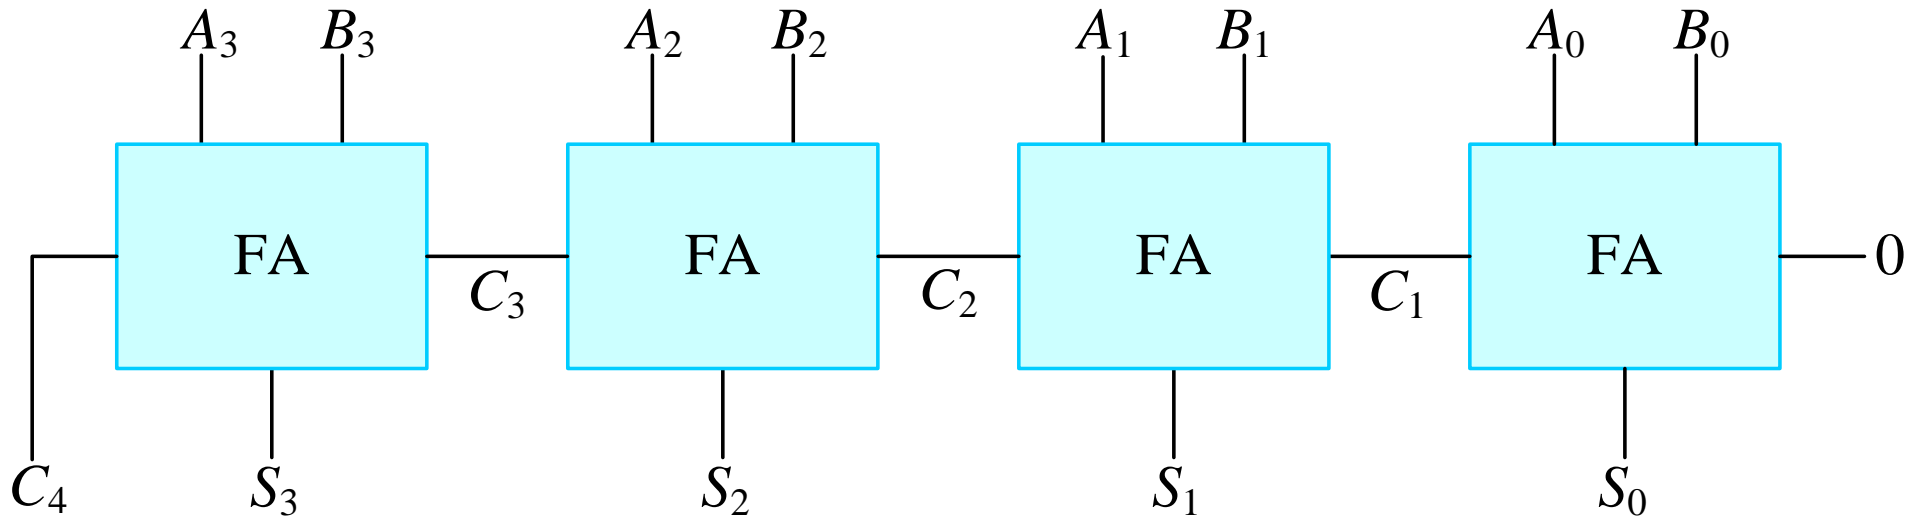 A₃ B₃ A₂ B₂ A₁ B₁ A₀ B₀
FA FA FA FA 0
C₃ C₂ C₁
C₄ S₃ S₂ S₁ S₀